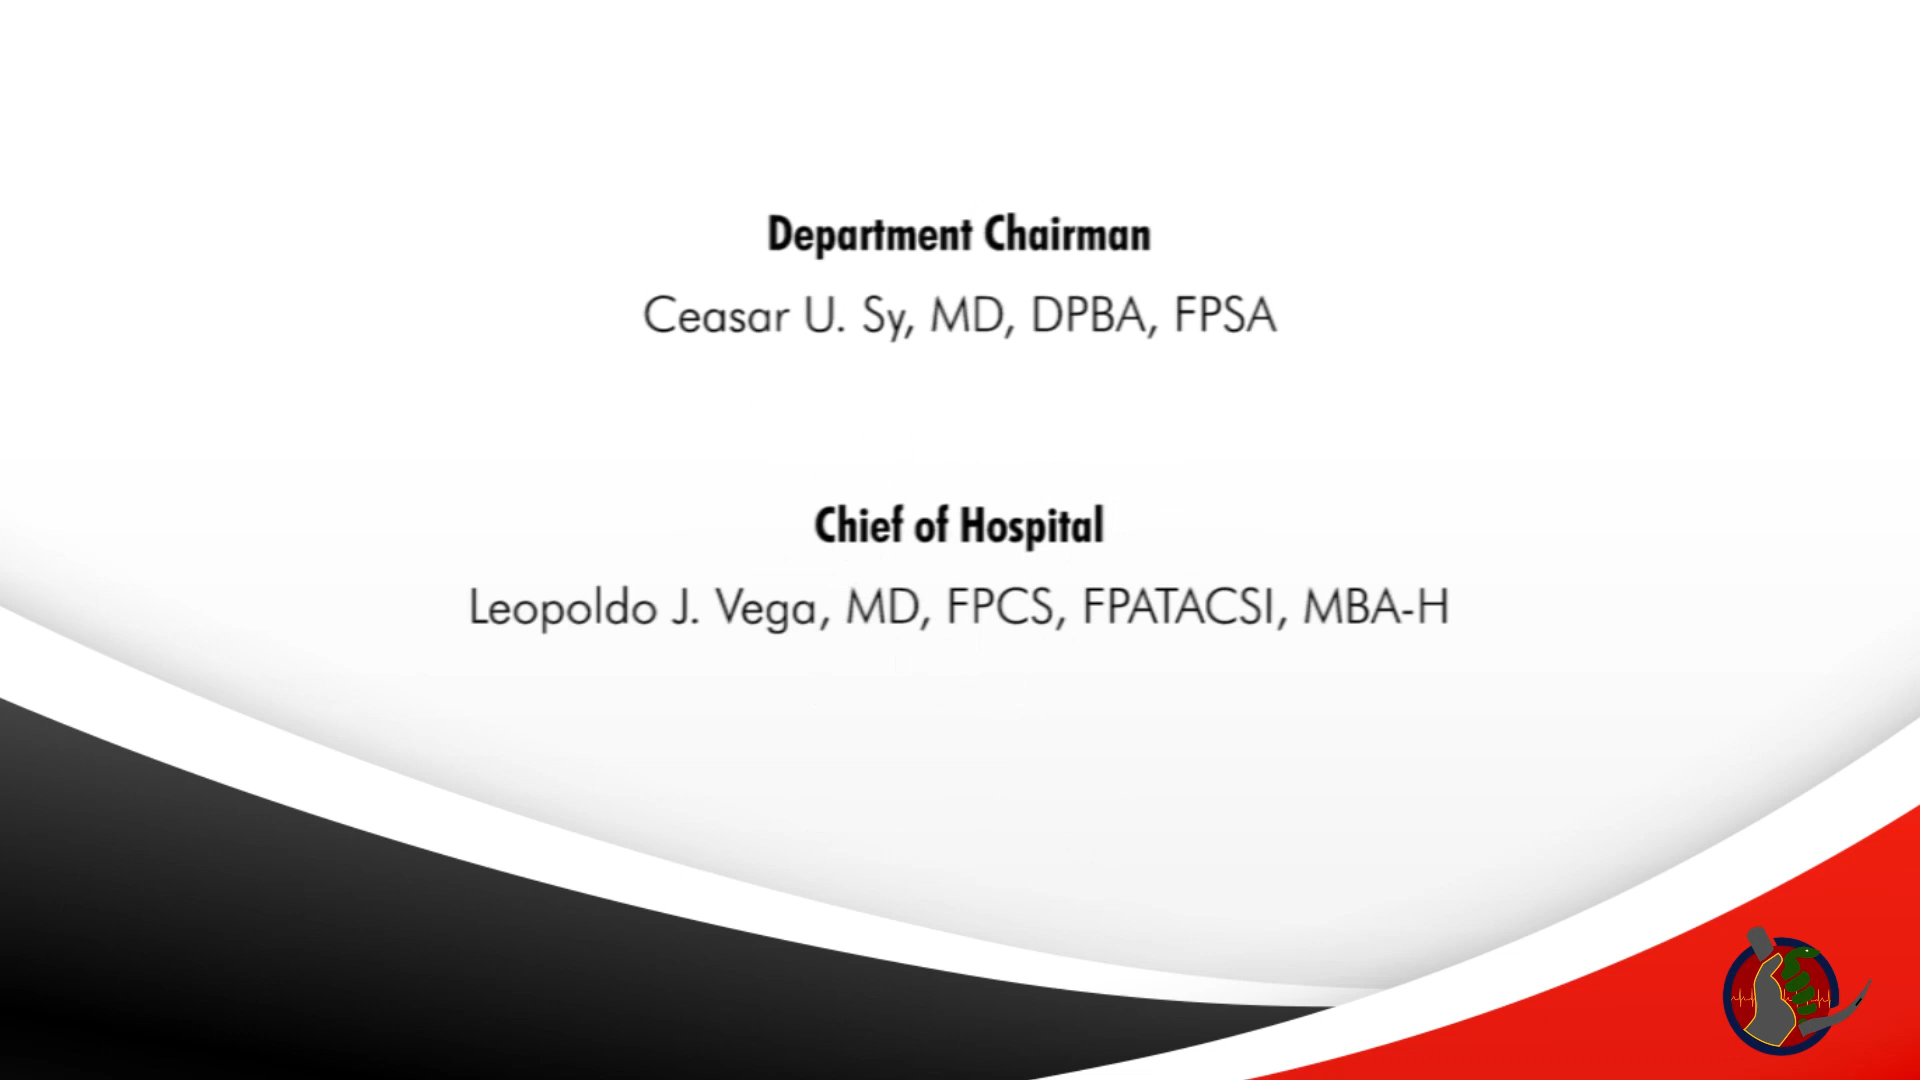 Department Chairman
Ceasar U. Sy, MD, DPBA, FPSA
Chief of Hospital
Leopoldo J. Vega, MD, FPCS, FPATACSI, MBA-H